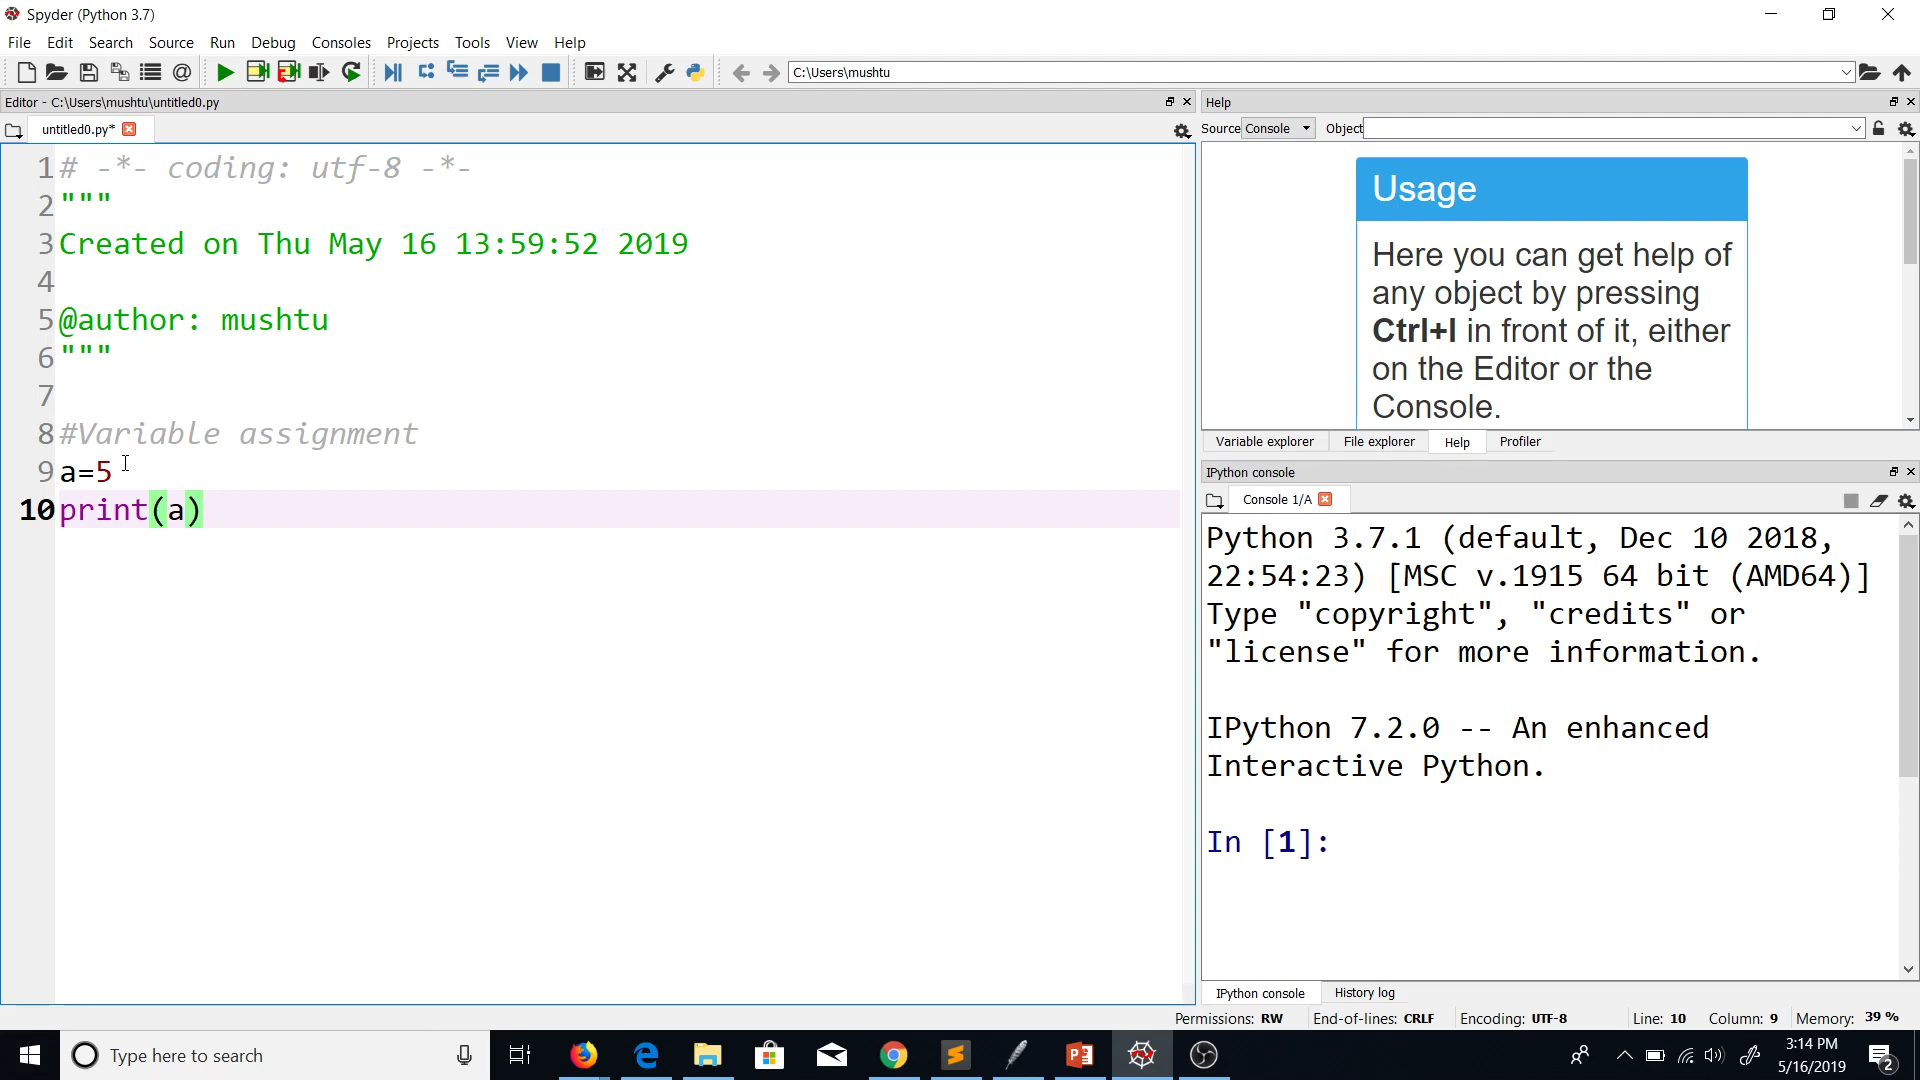 Spyder (Python 3.7)
File Edit Search Source Run Debug Consoles Projects Tools View Help
C:\Users\mushtu
Editor - C:\Users\mushtu\untitled0.py
untitled0.py*
1 # -*- coding: utf-8 -*-
2 """
3 Created on Thu May 16 13:59:52 2019
4
5 @author: mushtu
6 """
7
8 #Variable assignment
9 a=5
10 print(a)
Help
Source Console Object
Usage
Here you can get help of
any object by pressing
Ctrl+I in front of it, either
on the Editor or the
Console.
Variable explorer File explorer Help Profiler
IPython console
Console 1/A
Python 3.7.1 (default, Dec 10 2018,
22:54:23) [MSC v.1915 64 bit (AMD64)]
Type "copyright", "credits" or
"license" for more information.
IPython 7.2.0 -- An enhanced
Interactive Python.
In [1]:
IPython console History log
Permissions: RW End-of-lines: CRLF Encoding: UTF-8 Line: 10 Column: 9 Memory: 39 %
Type here to search
3:14 PM
5/16/2019
2